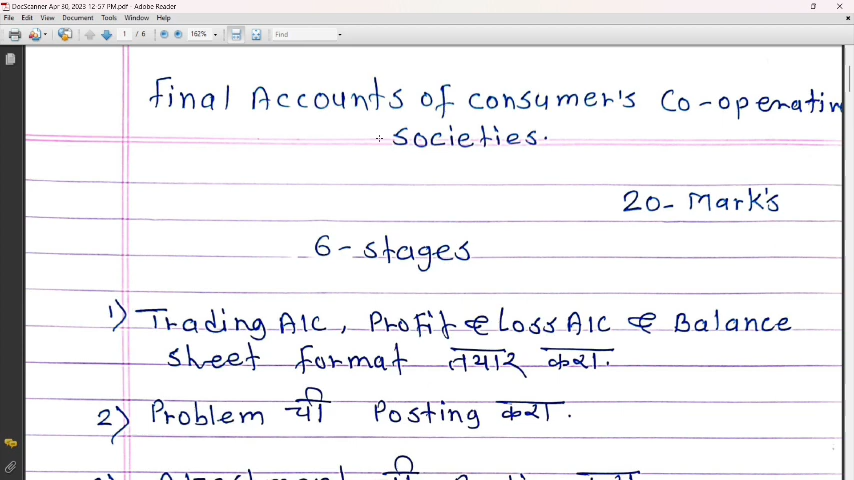 DocScanner Apr 30, 2023 12-57 PM.pdf - Adobe Reader
File Edit View Document Tools Window Help
1 / 6 162% Find
Final Accounts of consumer's Co-operatin
societies.
20- Mark's
6 - stages
1) Trading A/C, Profit & Loss A/C & Balance
sheet format तयार करा.
2) Problem ची Posting करा.